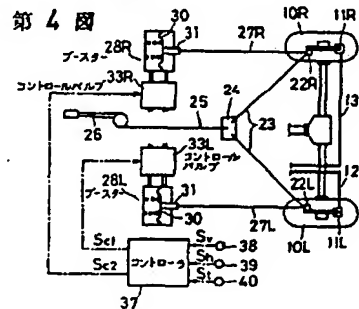 第4図
30
31
27R
10R
11R
28R
ブースター
33R
コントロールバルブ
22R
25
24
23
13
26
33L
コントロール
バルブ
28L
ブースター
31
30
27L
12
22L
10L
11L
Sc1
Sc2
コントローラ
Sv
38
Sh
39
St
40
37